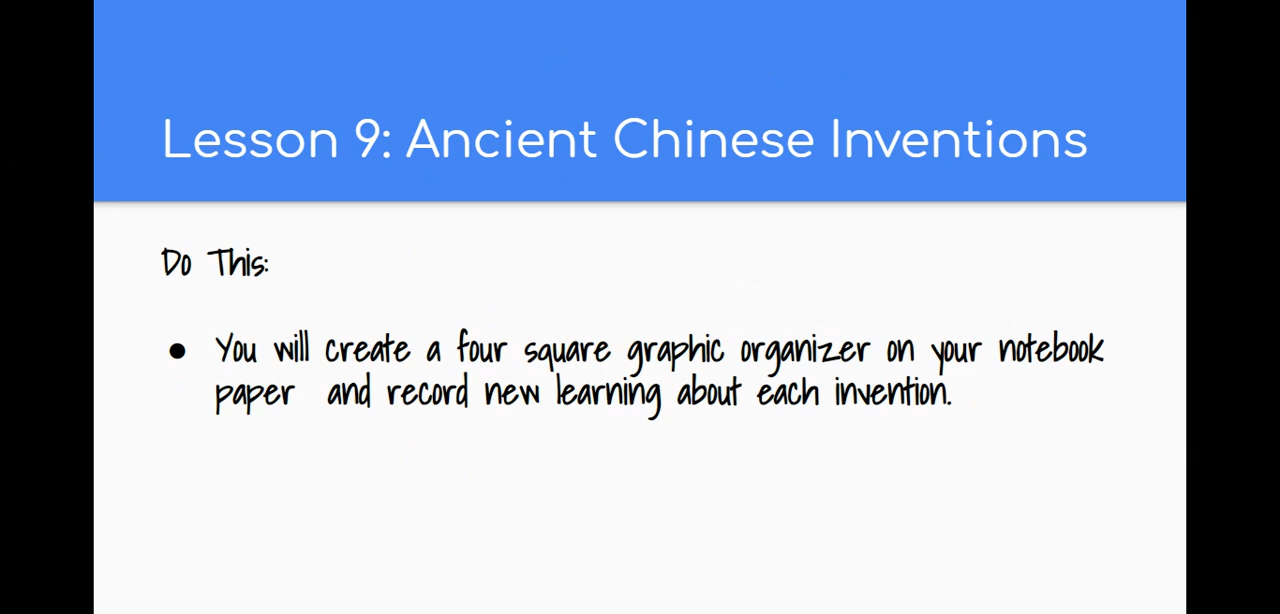 Lesson 9: Ancient Chinese Inventions
Do This:
● You will create a four square graphic organizer on your notebook
paper and record new learning about each invention.